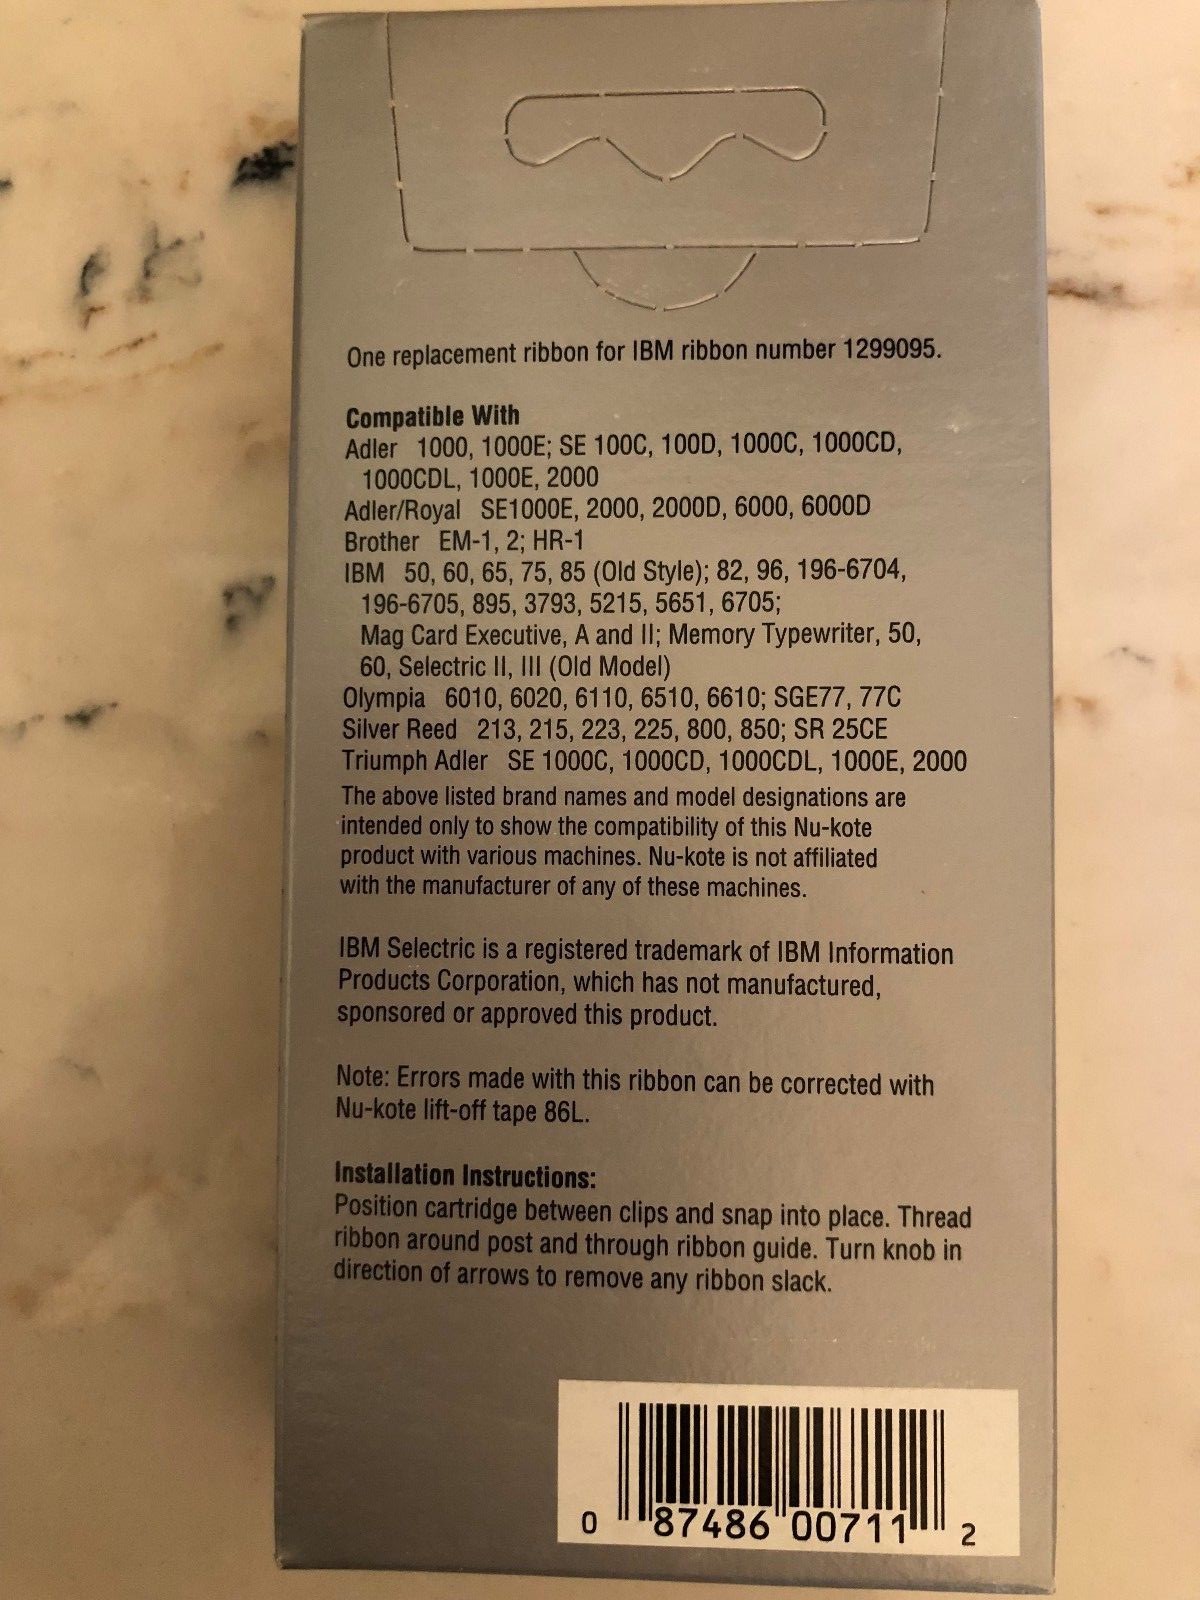 One replacement ribbon for IBM ribbon number 1299095.
Compatible With
Adler 1000, 1000E; SE 100C, 100D, 1000C, 1000CD,
1000CDL, 1000E, 2000
Adler/Royal SE1000E, 2000, 2000D, 6000, 6000D
Brother EM-1, 2; HR-1
IBM 50, 60, 65, 75, 85 (Old Style); 82, 96, 196-6704,
196-6705, 895, 3793, 5215, 5651, 6705;
Mag Card Executive, A and II; Memory Typewriter, 50,
60, Selectric II, III (Old Model)
Olympia 6010, 6020, 6110, 6510, 6610; SGE77, 77C
Silver Reed 213, 215, 223, 225, 800, 850; SR 25CE
Triumph Adler SE 1000C, 1000CD, 1000CDL, 1000E, 2000
The above listed brand names and model designations are
intended only to show the compatibility of this Nu-kote
product with various machines. Nu-kote is not affiliated
with the manufacturer of any of these machines.
IBM Selectric is a registered trademark of IBM Information
Products Corporation, which has not manufactured,
sponsored or approved this product.
Note: Errors made with this ribbon can be corrected with
Nu-kote lift-off tape 86L.
Installation Instructions:
Position cartridge between clips and snap into place. Thread
ribbon around post and through ribbon guide. Turn knob in
direction of arrows to remove any ribbon slack.
0 87486 00711 2